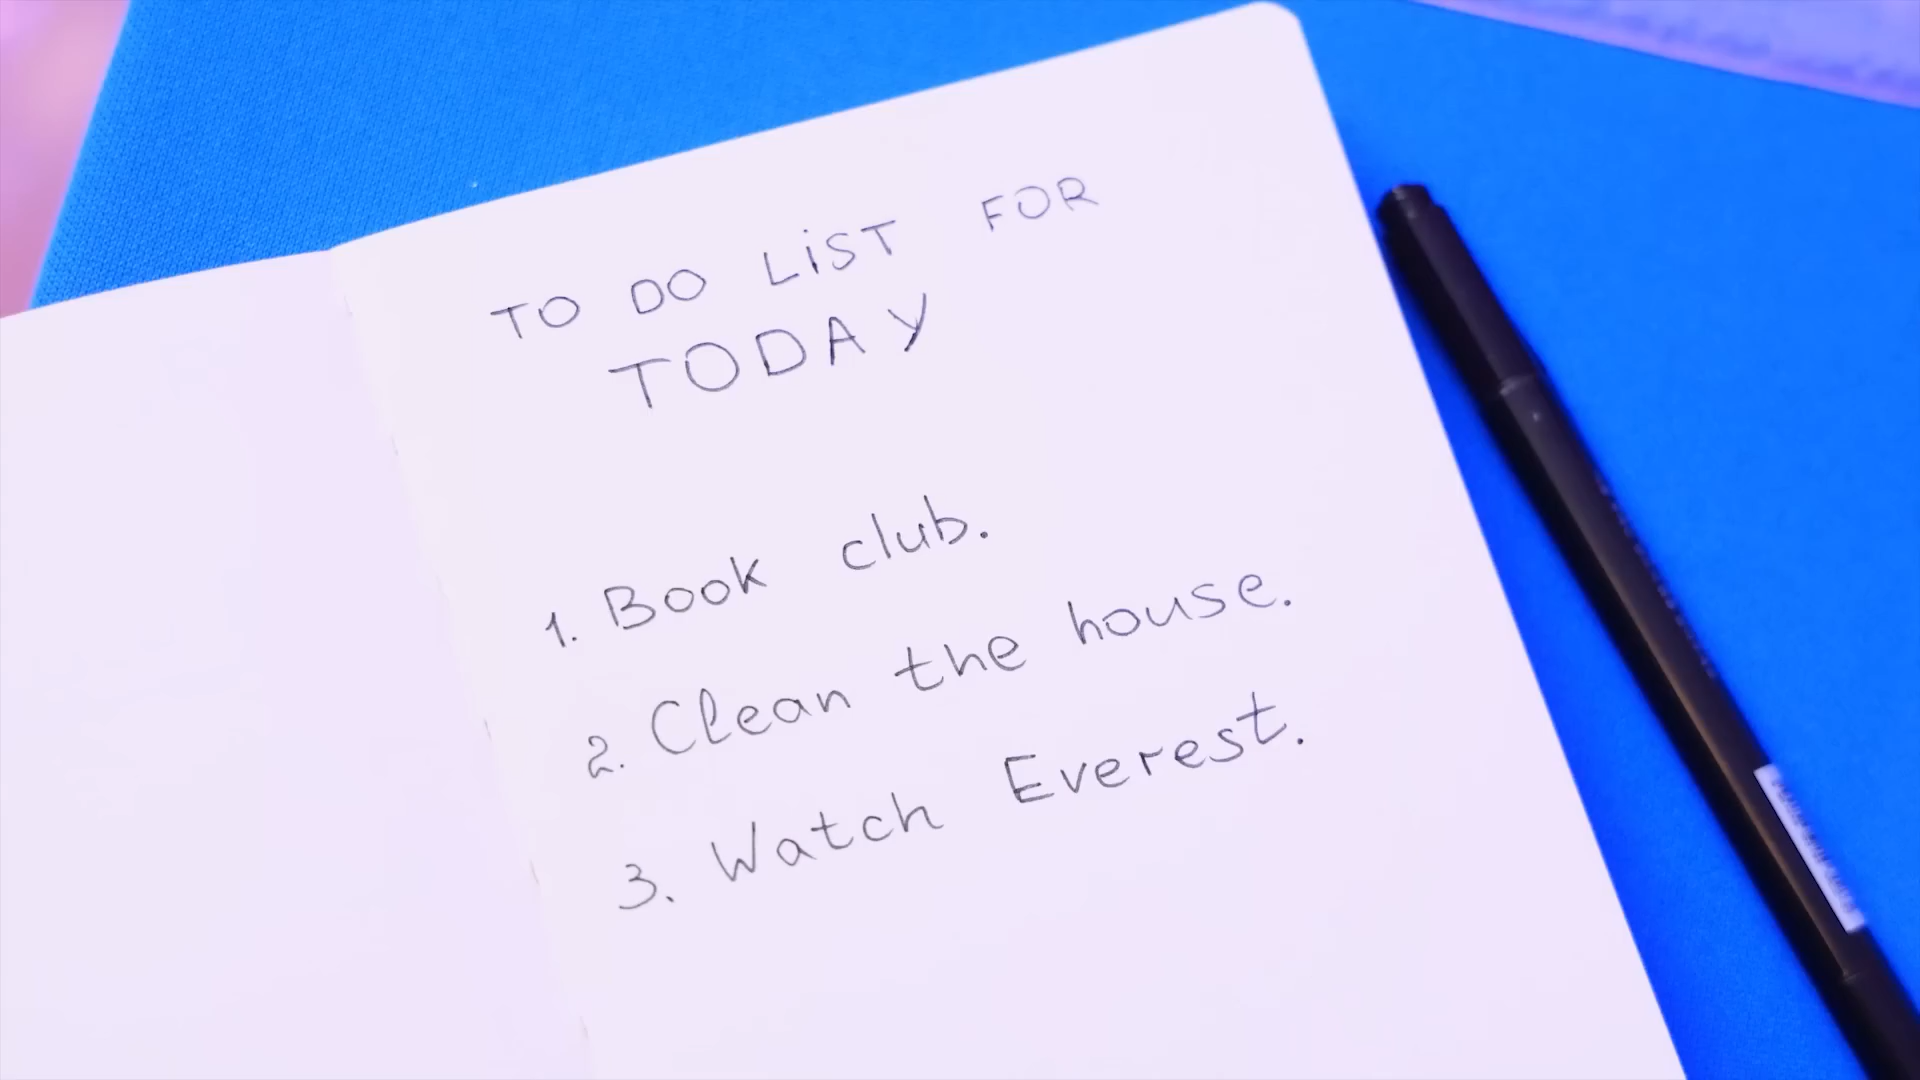 TO DO LiST FOR
TODAY
1. Book club.
2. Clean the house.
3. Watch Everest.